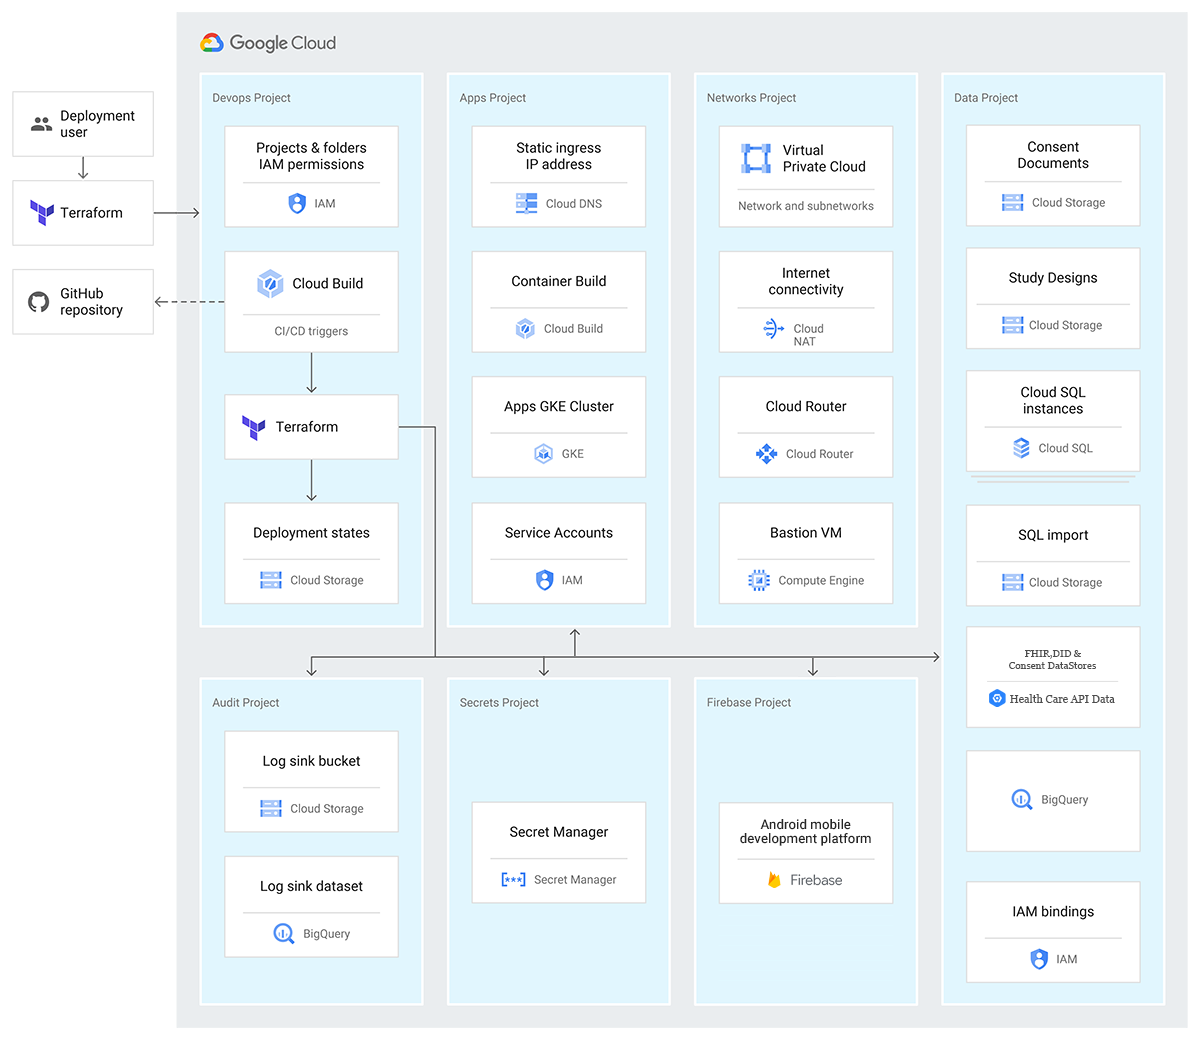 Google Cloud
Deployment
user
Terraform
GitHub
repository
Devops Project
Projects & folders
IAM permissions
IAM
Cloud Build
CI/CD triggers
Terraform
Deployment states
Cloud Storage
Apps Project
Static ingress
IP address
Cloud DNS
Container Build
Cloud Build
Apps GKE Cluster
GKE
Service Accounts
IAM
Networks Project
Virtual
Private Cloud
Network and subnetworks
Internet
connectivity
Cloud
NAT
Cloud Router
Cloud Router
Bastion VM
Compute Engine
Data Project
Consent
Documents
Cloud Storage
Study Designs
Cloud Storage
Cloud SQL
instances
Cloud SQL
SQL import
Cloud Storage
FHIR,DID &
Consent DataStores
Health Care API Data
BigQuery
IAM bindings
IAM
Audit Project
Log sink bucket
Cloud Storage
Log sink dataset
BigQuery
Secrets Project
Secret Manager
[***] Secret Manager
Firebase Project
Android mobile
development platform
Firebase